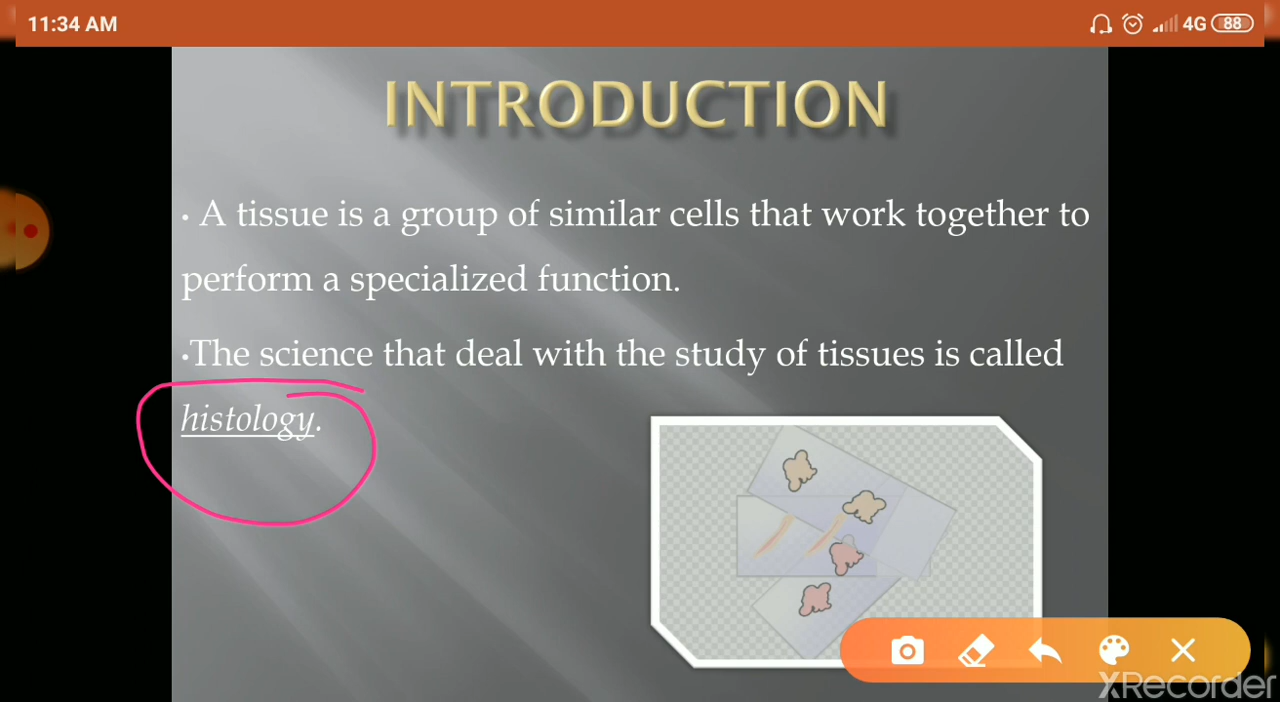 11:34 AM
4G 88
INTRODUCTION
• A tissue is a group of similar cells that work together to
perform a specialized function.
•The science that deal with the study of tissues is called
histology.
XRecorder